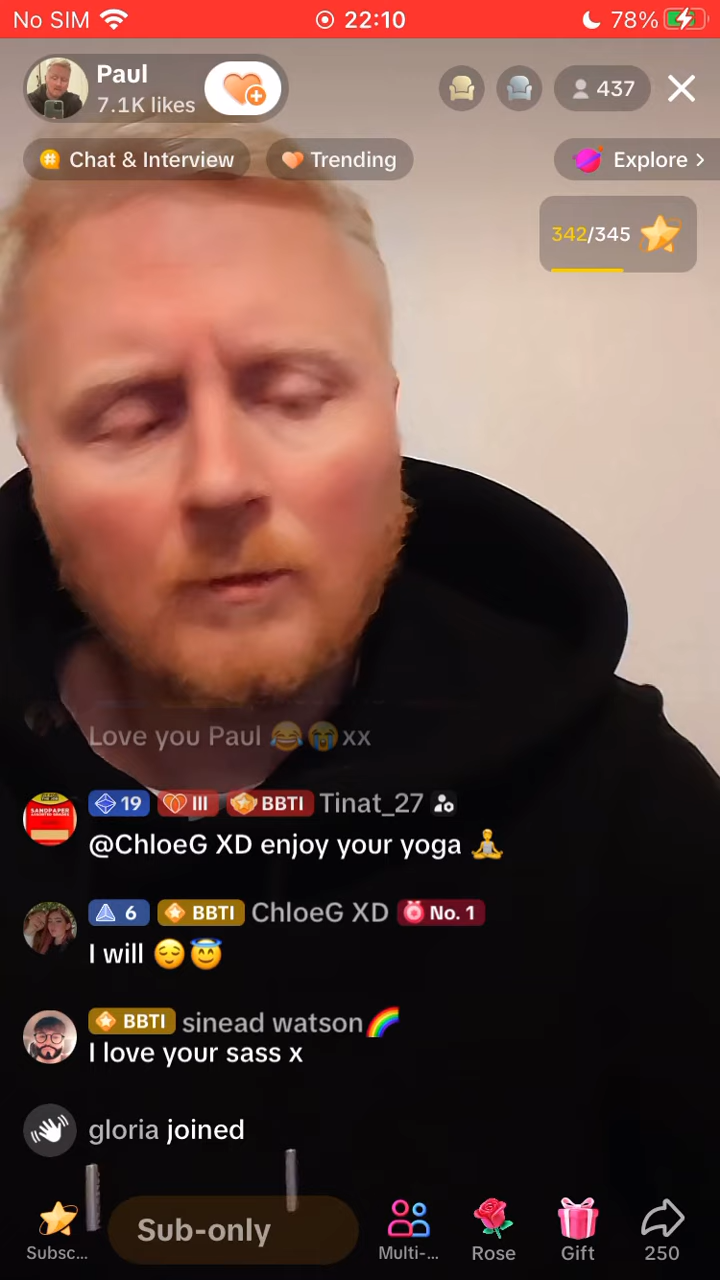 No SIM 22:10 78%
Paul
7.1K likes
437
Chat & Interview
Trending
Explore >
342/345
Love you Paul 😂😭xx
19 III BBTI Tinat_27
SANDPAPER
@ChloeG XD enjoy your yoga 🧘
6 BBTI ChloeG XD No. 1
I will 😌😇
BBTI sinead watson🌈
I love your sass x
gloria joined
Sub-only
Subsc... Multi-... Rose Gift 250